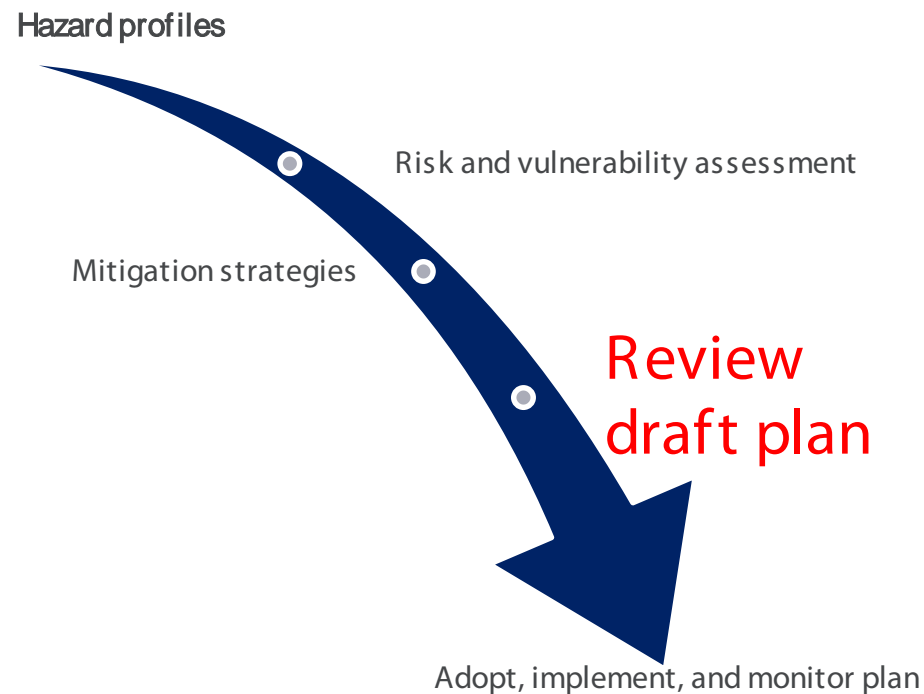 Hazard profiles
Risk and vulnerability assessment
Mitigation strategies
Review
draft plan
Adopt, implement, and monitor plan